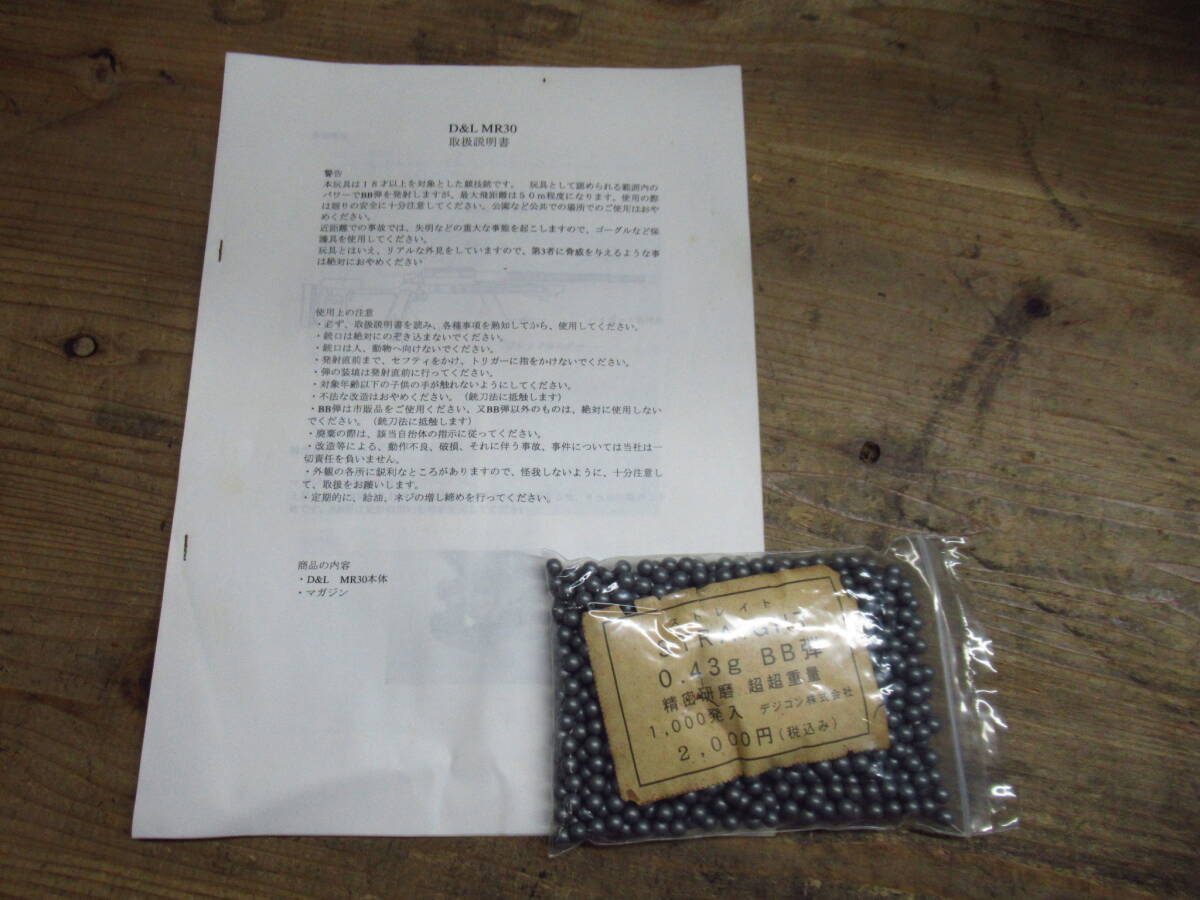 D&L MR30
取扱説明書
警告
本玩具は１８才以上を対象とした競技銃です。　玩具として認められる範囲内の
パワーでBB弾を発射しますが、最大飛距離は５０m程度になります、使用の際
は廻りの安全に十分注意してください。公園など公共での場所でのご使用はおや
めください。
近距離での事故では、失明などの重大な事態を起こしますので、ゴーグルなど保
護具を使用してください。
玩具とはいえ、リアルな外見をしていますので、第3者に脅威を与えるような事
は絶対におやめください
使用上の注意
・必ず、取扱説明書を読み、各種事項を熟知してから、使用してください。
・銃口は絶対にのぞき込まないでください。
・銃口は人、動物へ向けないでください。
・発射直前まで、セフティをかけ、トリガーに指をかけないでください。
・弾の装填は発射直前に行ってください。
・対象年齢以下の子供の手が触れないようにしてください。
・不法な改造はおやめください。（銃刀法に抵触します）
・BB弾は市販品をご使用ください、又BB弾以外のものは、絶対に使用しない
でください。（銃刀法に抵触します）
・廃棄の際は、該当自治体の指示に従ってください。
・改造等による、動作不良、破損、それに伴う事故、事件については当社は一
切責任を負いません。
・外観の各所に鋭利なところがありますので、怪我しないように、十分注意し
て、取扱をお願いします。
・定期的に、給油、ネジの増し締めを行ってください。
商品の内容
・D&L　MR30本体
・マガジン
ストレイト
STRAIGHT
0.43g BB弾
精密研磨 超超重量
1,000発入 デジコン株式会社
2,000円(税込み)